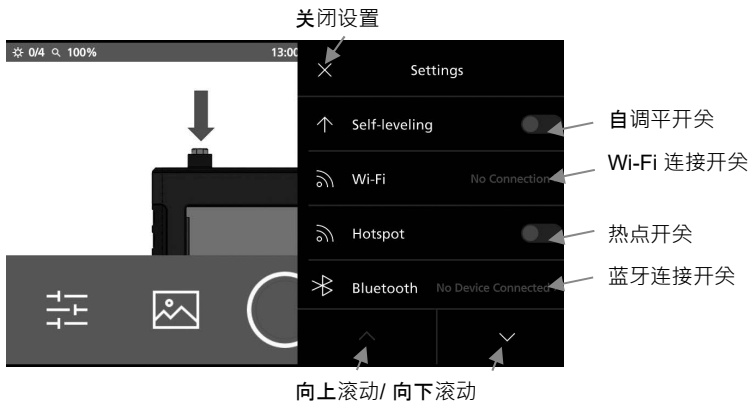 关闭设置
0/4 100% 13:00
Settings
Self-leveling
自调平开关
Wi-Fi No Connection
Wi-Fi 连接开关
Hotspot
热点开关
Bluetooth No Device Connected
蓝牙连接开关
向上滚动/ 向下滚动